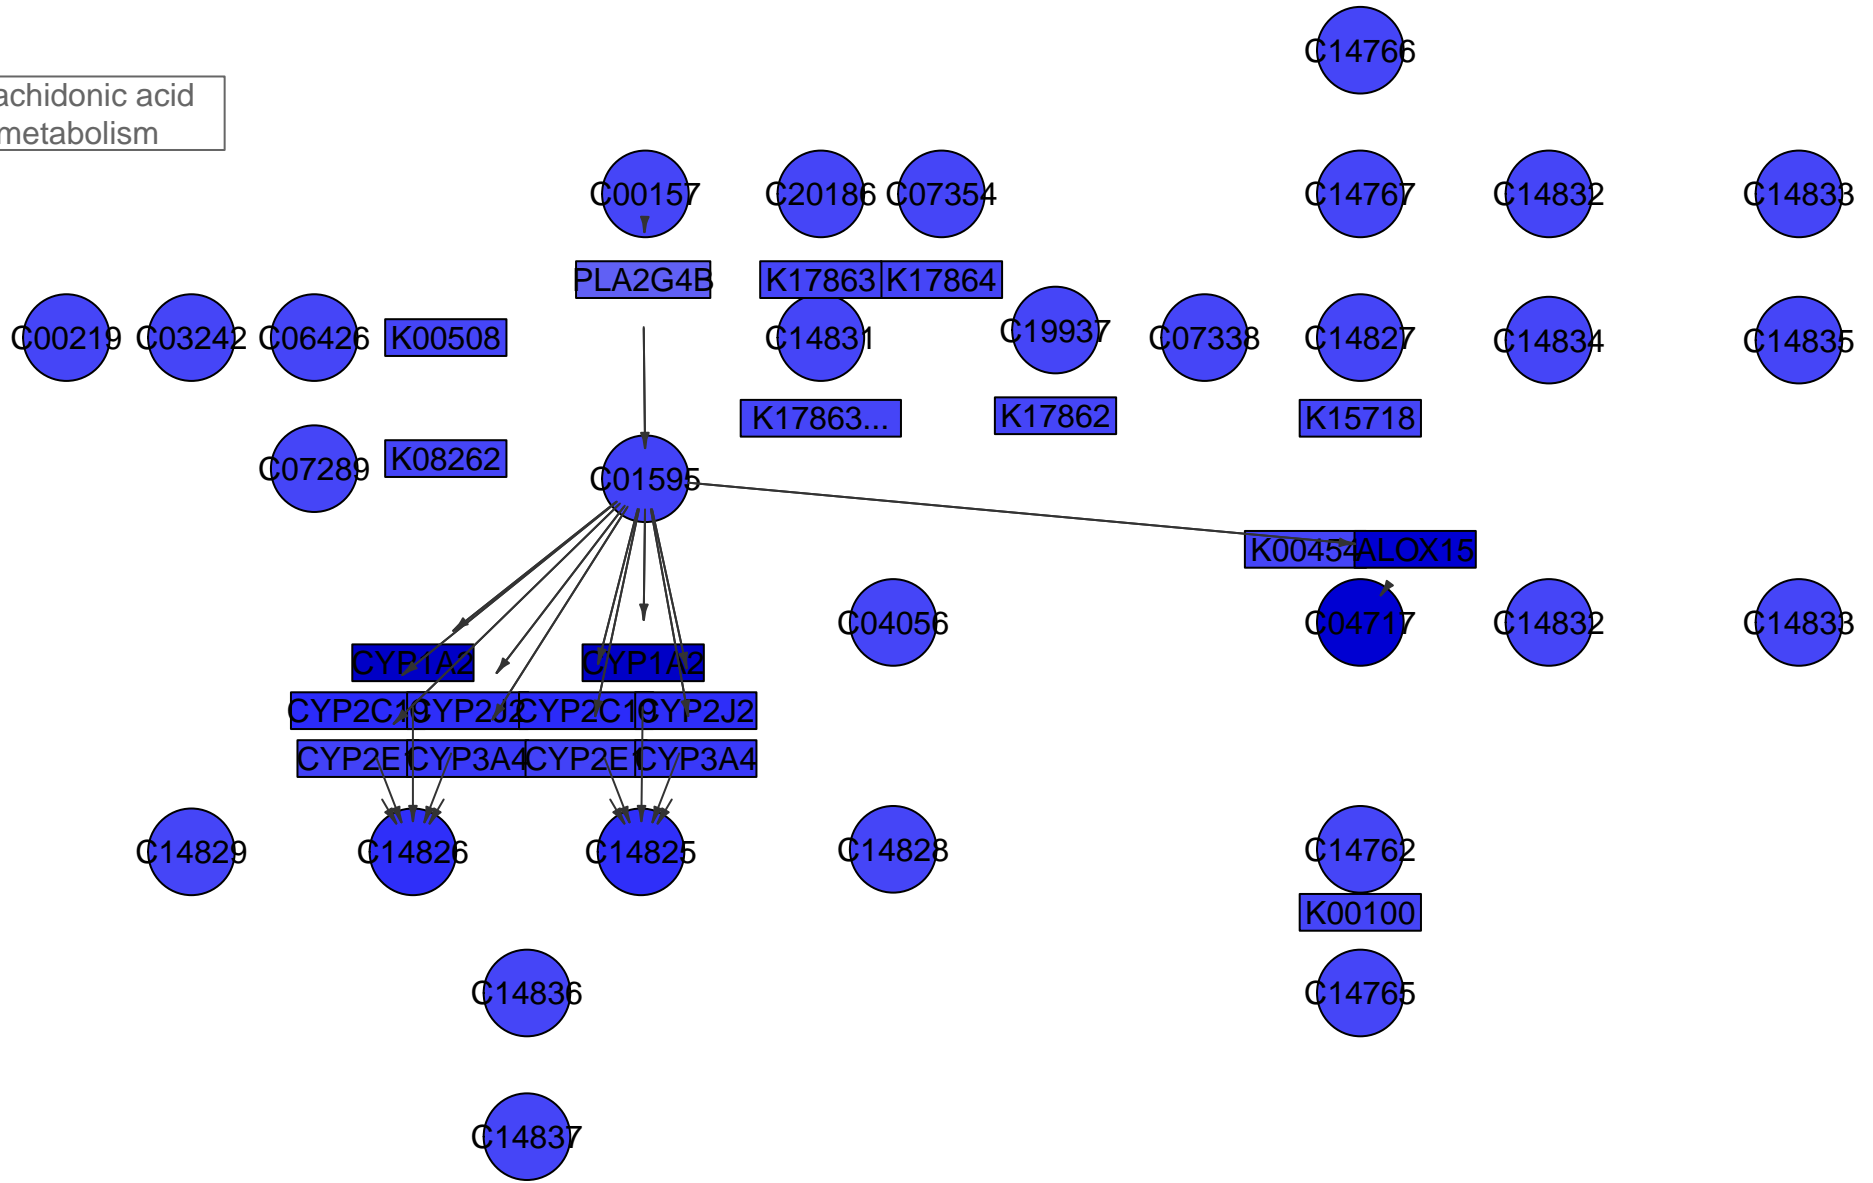 C14766
achidonic acid
metabolism
C00157
C20186
C07354
C14767
C14832
C14833
PLA2G4B
K17863
K17864
C00219
C03242
C06426
K00508
C14831
C19937
C07338
C14827
C14834
C14835
K17863...
K17862
K15718
C07289
K08262
C01595
K00454
ALOX15
C04056
C04717
C14832
C14833
CYP1A2
CYP1A2
CYP2C19
CYP2J2
CYP2C19
CYP2J2
CYP2E1
CYP3A4
CYP2E1
CYP3A4
C14829
C14826
C14825
C14828
C14762
K00100
C14836
C14765
C14837